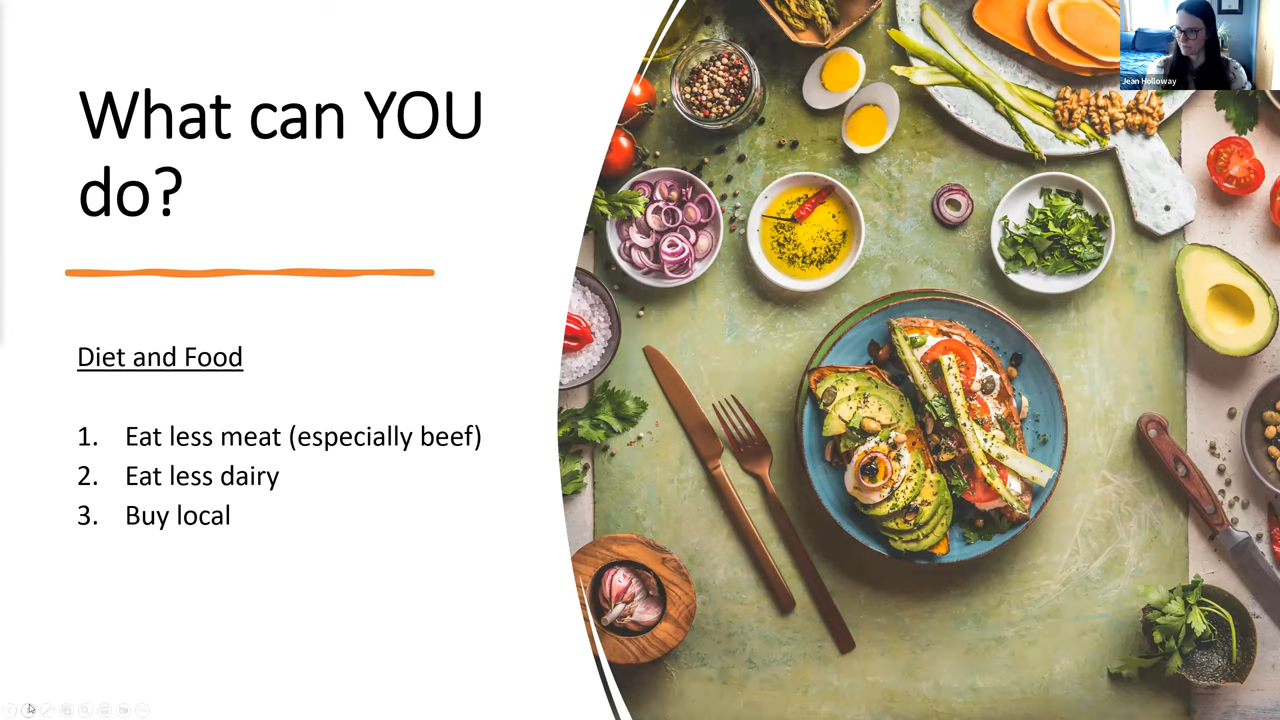 What can YOU
do?
Diet and Food
1. Eat less meat (especially beef)
2. Eat less dairy
3. Buy local
Jean Holloway